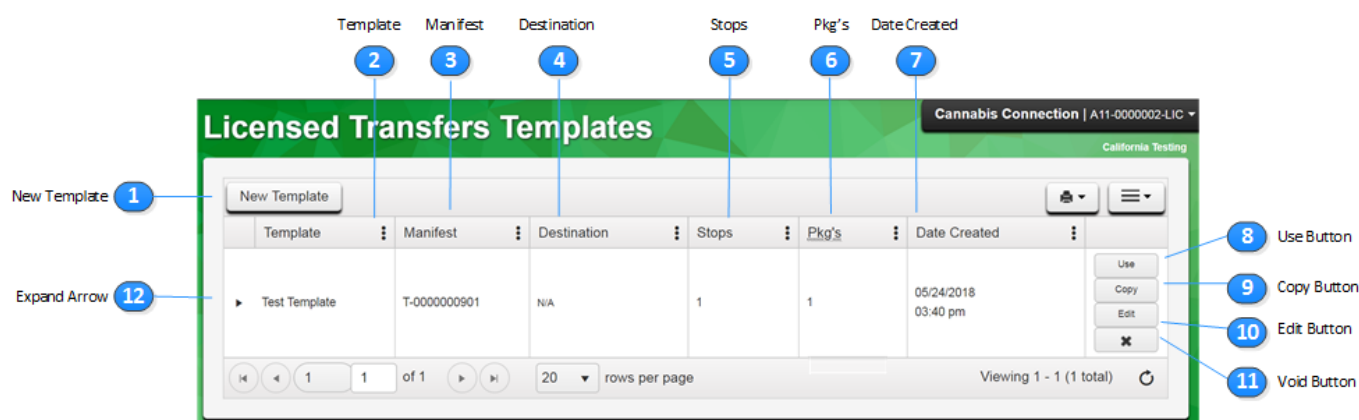 Template Manifest Destination Stops Pkg's Date Created
2 3 4 5 6 7
Licensed Transfers Templates
Cannabis Connection | A11-0000002-LIC
California Testing
New Template 1
New Template
Template Manifest Destination Stops Pkg's Date Created
8 Use Button
Use
9 Copy Button
Copy
Expand Arrow 12
Test Template T-0000000901 N/A 1 1 05/24/2018
03:40 pm
Edit
10 Edit Button
11 Void Button
1 1 of 1 20 rows per page Viewing 1 - 1 (1 total)